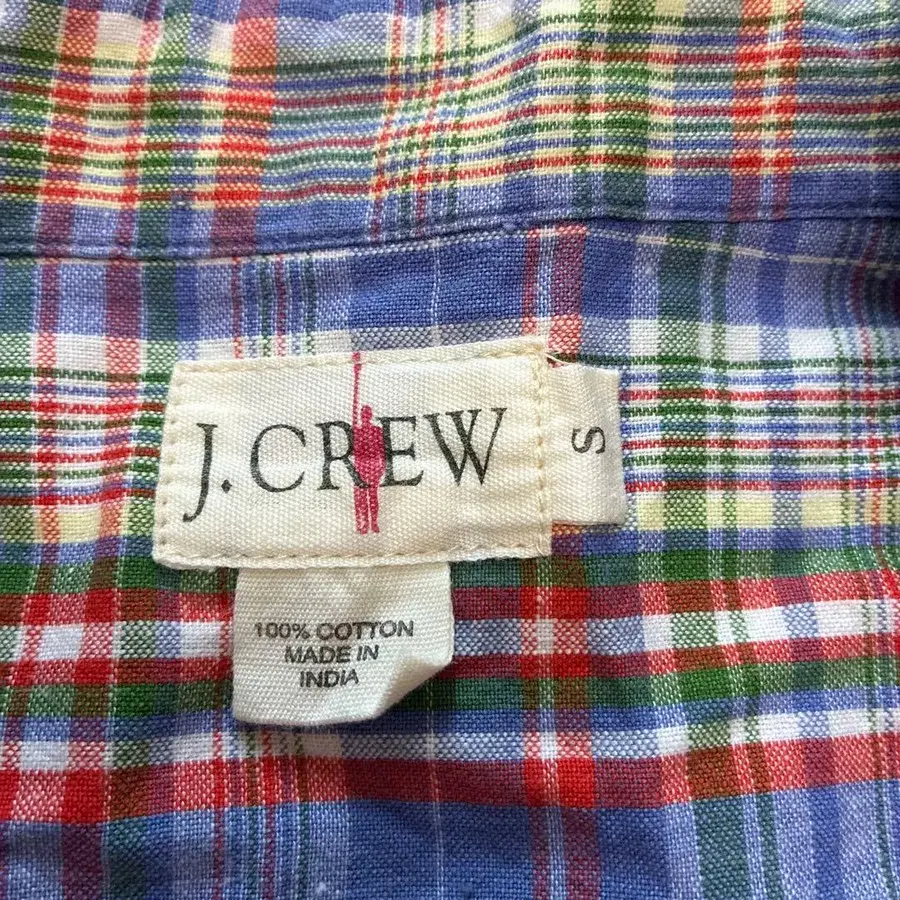 J.CREW
S
100% COTTON
MADE IN
INDIA